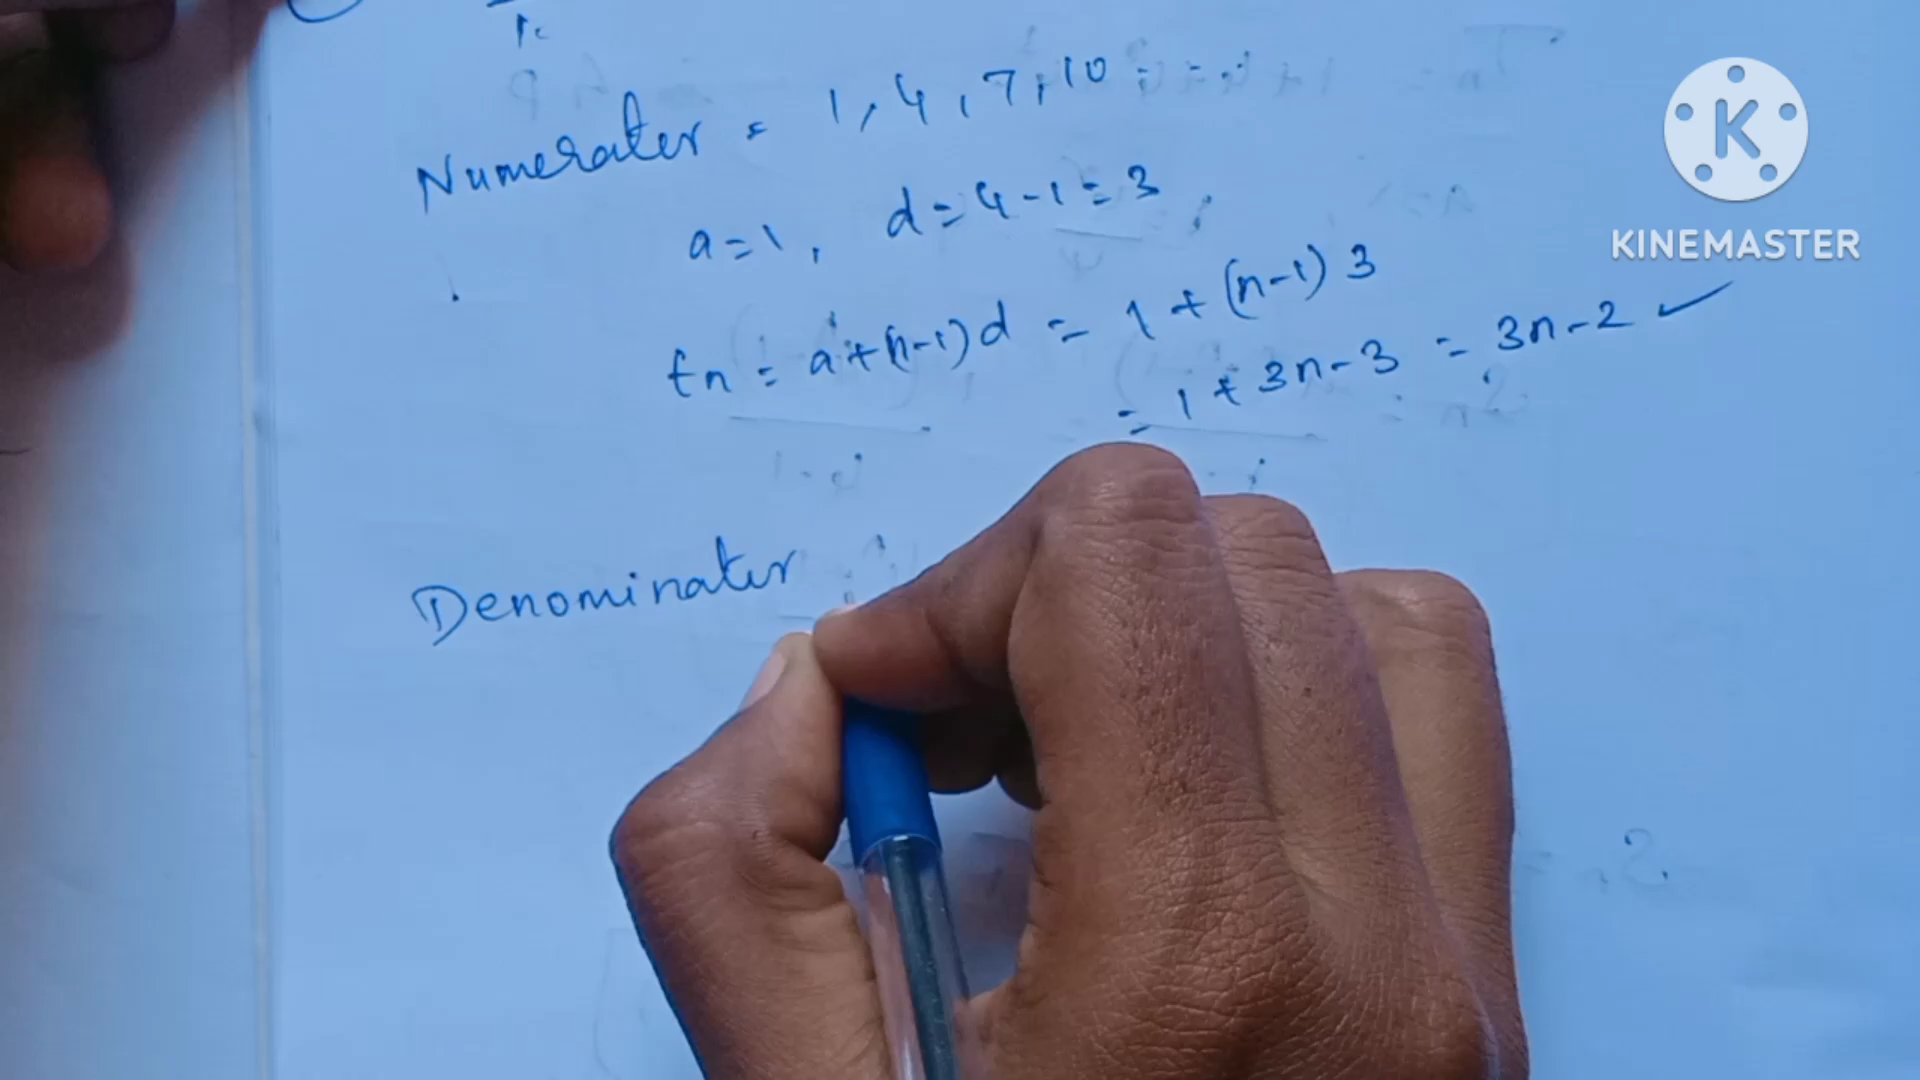 Numerater = 1, 4, 7, 10 - - -
a=1, d=4-1=3
tn = a+(n-1)d = 1+(n-1)3
= 1+3n-3 = 3n-2 ✓
Denominater
K
KINEMASTER